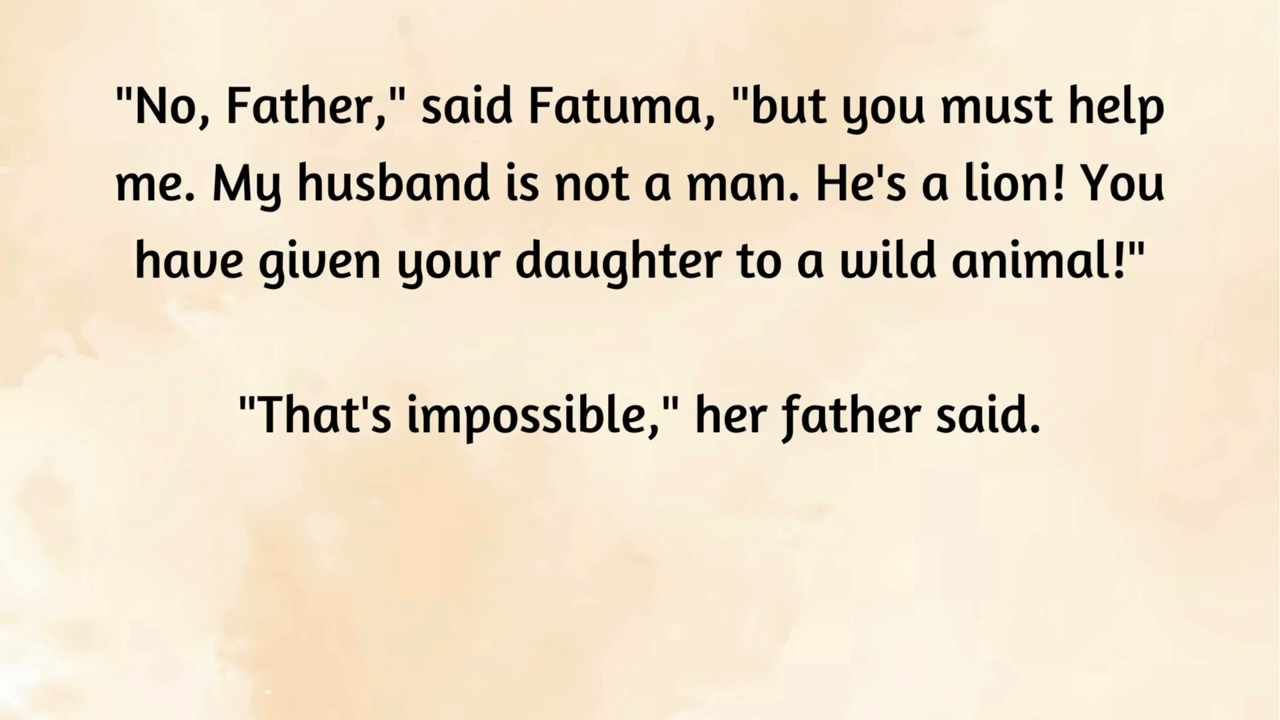 "No, Father," said Fatuma, "but you must help
me. My husband is not a man. He's a lion! You
have given your daughter to a wild animal!"
"That's impossible," her father said.